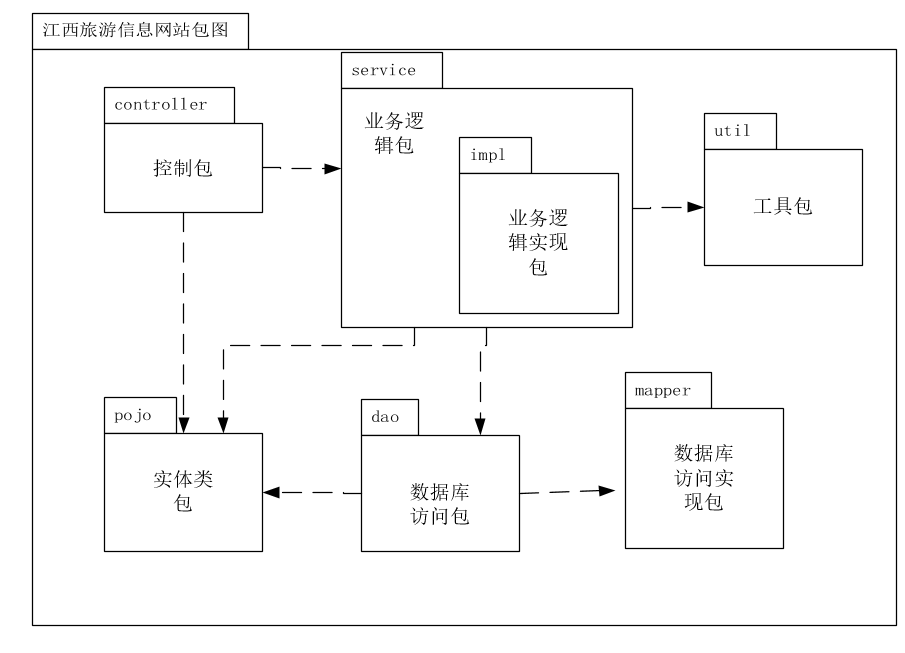 江西旅游信息网站包图
service
controller
业务逻
辑包
控制包
impl
业务逻
辑实现
包
util
工具包
pojo
实体类
包
dao
数据库
访问包
mapper
数据库
访问实
现包